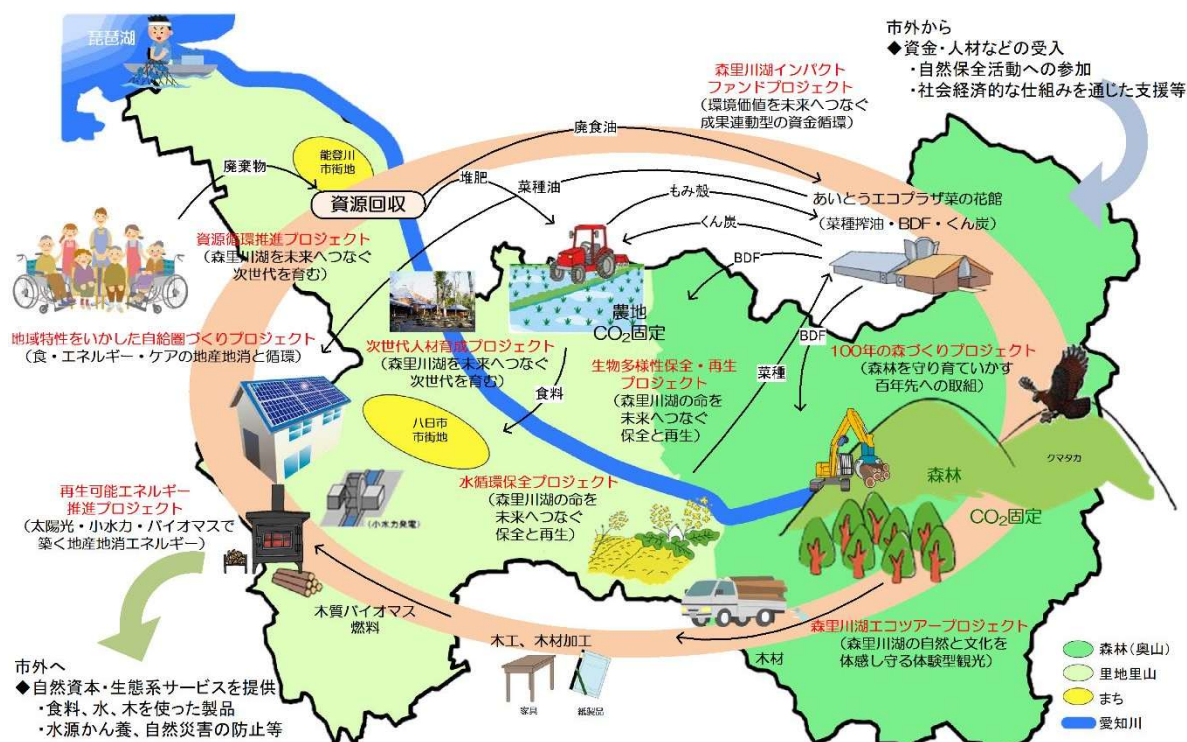 琵琶湖
市外から
◆資金・人材などの受入
・自然保全活動への参加
・社会経済的な仕組みを通じた支援等
森里川湖インパクト
ファンドプロジェクト
（環境価値を未来へつなぐ
成果連動型の資金循環）
廃食油
能登川
市街地
廃棄物
資源回収
堆肥
菜種油
もみ殻
くん炭
あいとうエコプラザ菜の花館
（菜種搾油・BDF・くん炭）
資源循環推進プロジェクト
（森里川湖を未来へつなぐ
次世代を育む）
BDF
農地
CO2固定
BDF
地域特性をいかした自給圏づくりプロジェクト
（食・エネルギー・ケアの地産地消と循環）
次世代人材育成プロジェクト
（森里川湖を未来へつなぐ
次世代を育む）
食料
生物多様性保全・再生
プロジェクト
（森里川湖の命を
未来へつなぐ
保全と再生）
菜種
100年の森づくりプロジェクト
（森林を守り育ていかす
百年先への取組）
クマタカ
八日市
市街地
森林
CO2固定
水循環保全プロジェクト
（森里川湖の命を
未来へつなぐ
保全と再生）
再生可能エネルギー
推進プロジェクト
（太陽光・小水力・バイオマスで
築く地産地消エネルギー）
（小水力発電）
木質バイオマス
燃料
木工、木材加工
家具
紙製品
木材
森里川湖エコツアープロジェクト
（森里川湖の自然と文化を
体感し守る体験型観光）
市外へ
◆自然資本・生態系サービスを提供
・食料、水、木を使った製品
・水源かん養、自然災害の防止等
森林（奥山）
里地里山
まち
愛知川